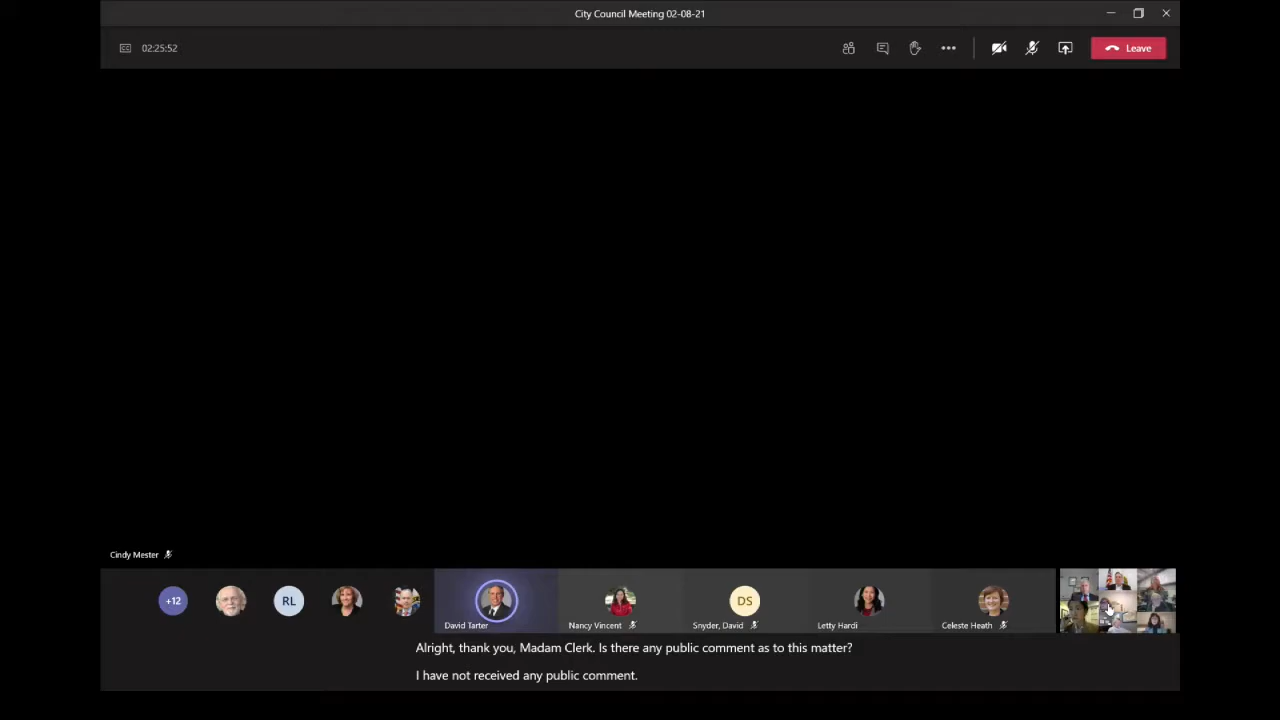 City Council Meeting 02-08-21
02:25:52
Leave
Cindy Mester
+12
RL
DS
David Tarter
Nancy Vincent
Snyder, David
Letty Hardi
Celeste Heath
Alright, thank you, Madam Clerk. Is there any public comment as to this matter?
I have not received any public comment.